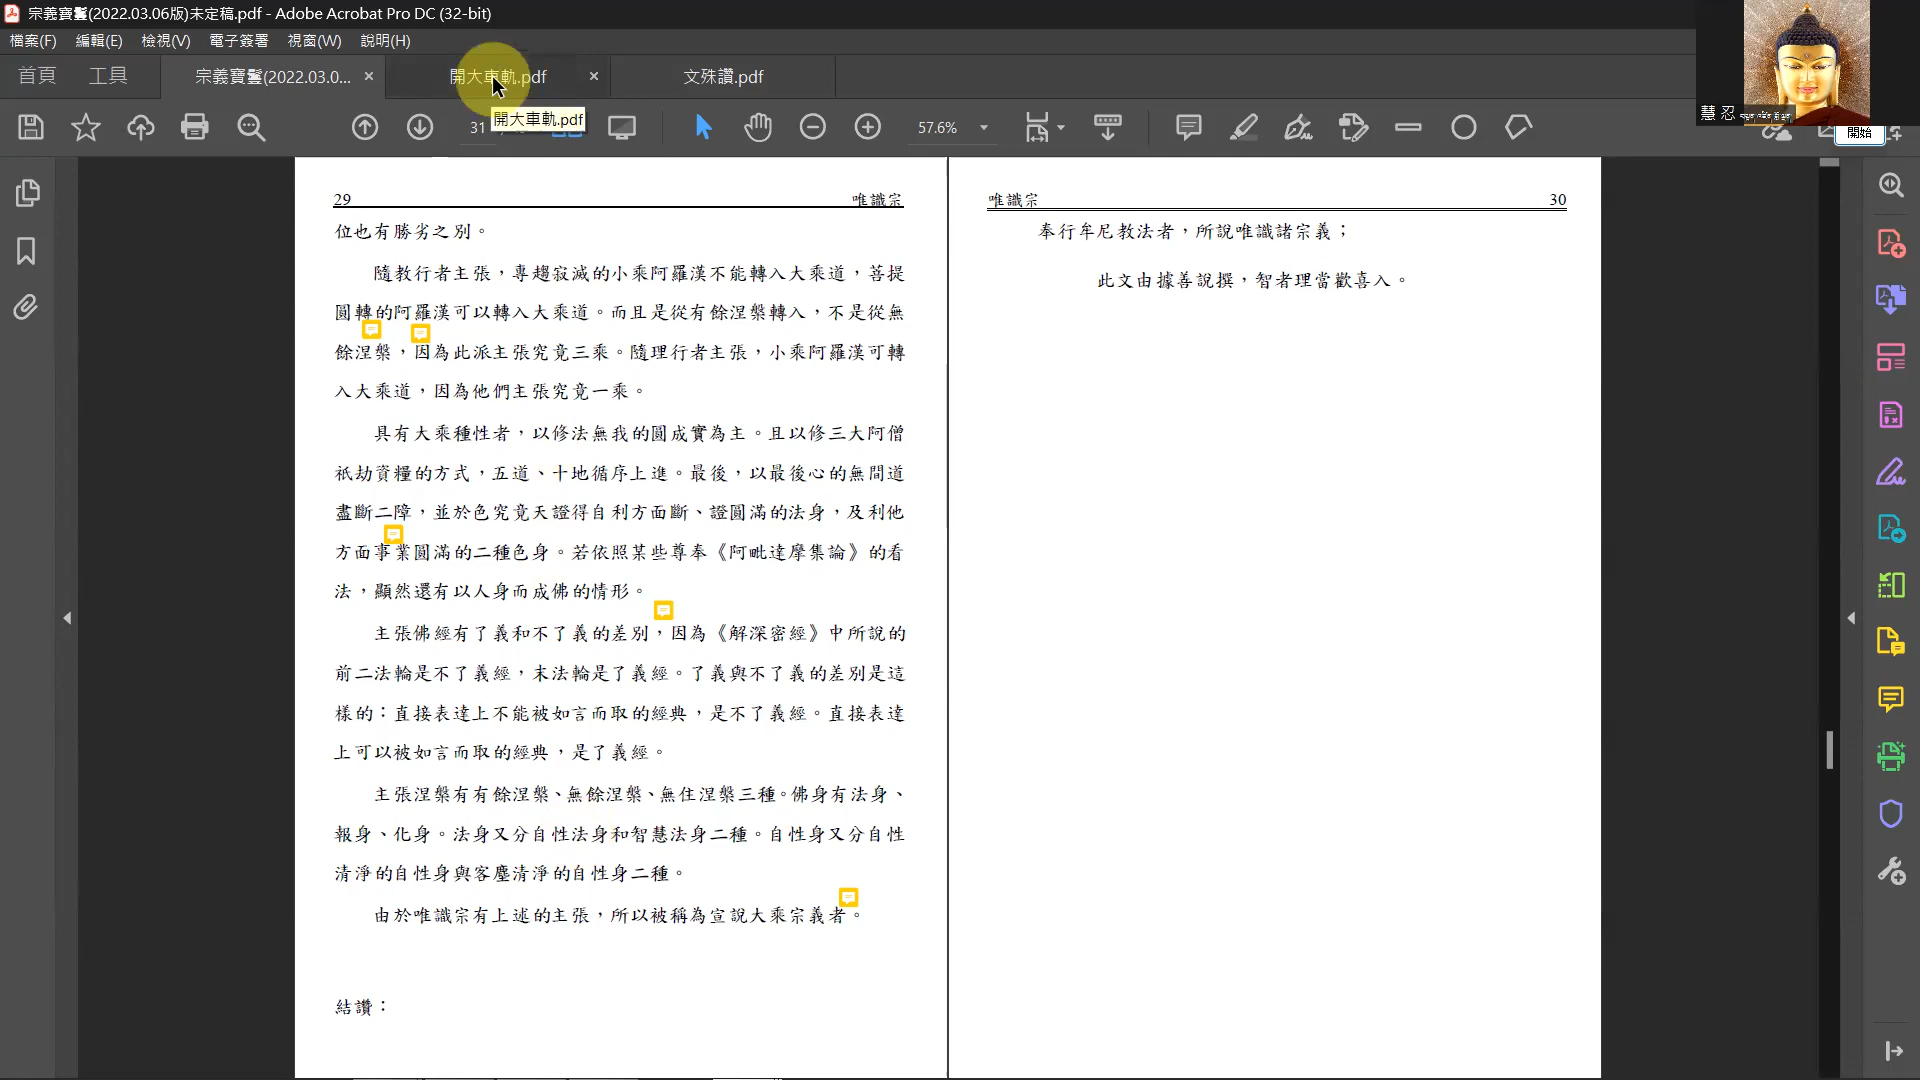 宗義寶鬘(2022.03.06版)未定稿.pdf - Adobe Acrobat Pro DC (32-bit)
檔案(F) 編輯(E) 檢視(V) 電子簽署 視窗(W) 說明(H)
首頁 工具 宗義寶鬘(2022.03.0... × 開大車軌.pdf × 文殊讚.pdf
開大車軌.pdf
31
57.6%
慧 忍
開始
29 唯識宗
位也有勝劣之別。
隨教行者主張，專趣寂滅的小乘阿羅漢不能轉入大乘道，菩提
圓轉的阿羅漢可以轉入大乘道。而且是從有餘涅槃轉入，不是從無
餘涅槃，因為此派主張究竟三乘。隨理行者主張，小乘阿羅漢可轉
入大乘道，因為他們主張究竟一乘。
具有大乘種性者，以修法無我的圓成實為主。且以修三大阿僧
祇劫資糧的方式，五道、十地循序上進。最後，以最後心的無間道
盡斷二障，並於色究竟天證得自利方面斷、證圓滿的法身，及利他
方面事業圓滿的二種色身。若依照某些尊奉《阿毗達摩集論》的看
法，顯然還有以人身而成佛的情形。
主張佛經有了義和不了義的差別，因為《解深密經》中所說的
前二法輪是不了義經，末法輪是了義經。了義與不了義的差別是這
樣的：直接表達上不能被如言而取的經典，是不了義經。直接表達
上可以被如言而取的經典，是了義經。
主張涅槃有有餘涅槃、無餘涅槃、無住涅槃三種。佛身有法身、
報身、化身。法身又分自性法身和智慧法身二種。自性身又分自性
清淨的自性身與客塵清淨的自性身二種。
由於唯識宗有上述的主張，所以被稱為宣說大乘宗義者。
結讚：
唯識宗 30
奉行牟尼教法者，所說唯識諸宗義；
此文由據善說撰，智者理當歡喜入。